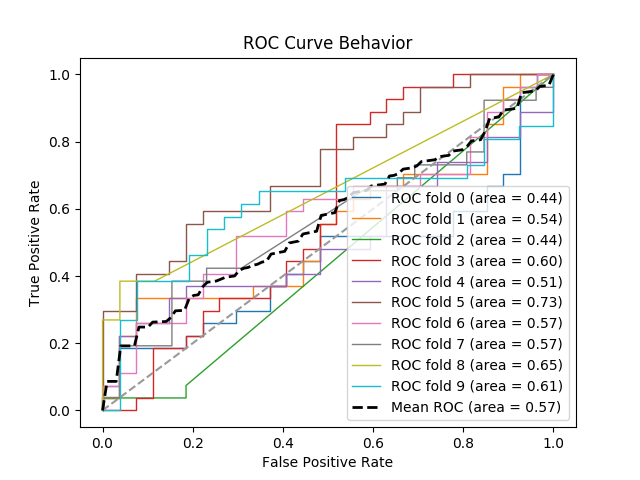 ROC Curve Behavior
True Positive Rate
1.0
0.8
0.6
0.4
0.2
0.0
ROC fold 0 (area = 0.44)
ROC fold 1 (area = 0.54)
ROC fold 2 (area = 0.44)
ROC fold 3 (area = 0.60)
ROC fold 4 (area = 0.51)
ROC fold 5 (area = 0.73)
ROC fold 6 (area = 0.57)
ROC fold 7 (area = 0.57)
ROC fold 8 (area = 0.65)
ROC fold 9 (area = 0.61)
Mean ROC (area = 0.57)
0.0 0.2 0.4 0.6 0.8 1.0
False Positive Rate